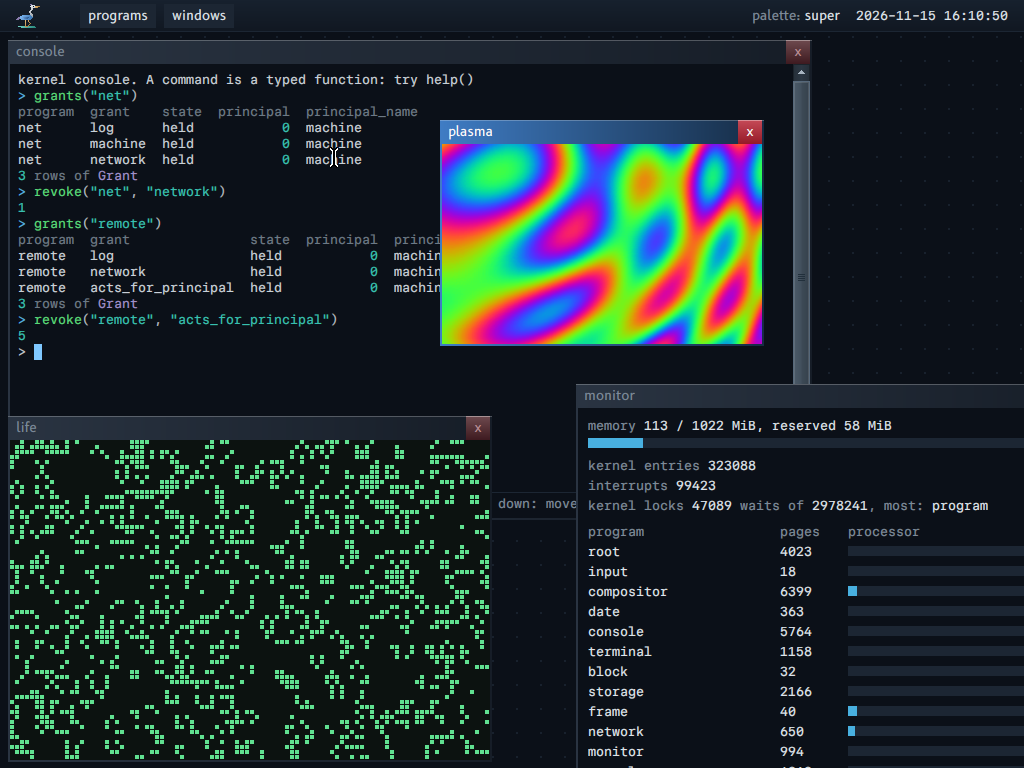 programs windows palette: super 2026-11-15 16:10:50
console x
kernel console. A command is a typed function: try help()
> grants("net")
program grant state principal principal_name
net log held 0 machine
net machine held 0 machine
net network held 0 machine
3 rows of Grant
> revoke("net", "network")
1
> grants("remote")
program grant state principal princi
remote log held 0 machin
remote network held 0 machin
remote acts_for_principal held 0 machin
3 rows of Grant
> revoke("remote", "acts_for_principal")
5
>
plasma x
life x
down: move
monitor
memory 113 / 1022 MiB, reserved 58 MiB
kernel entries 323088
interrupts 99423
kernel locks 47089 waits of 2978241, most: program
program pages processor
root 4023
input 18
compositor 6399
date 363
console 5764
terminal 1158
block 32
storage 2166
frame 40
network 650
monitor 994